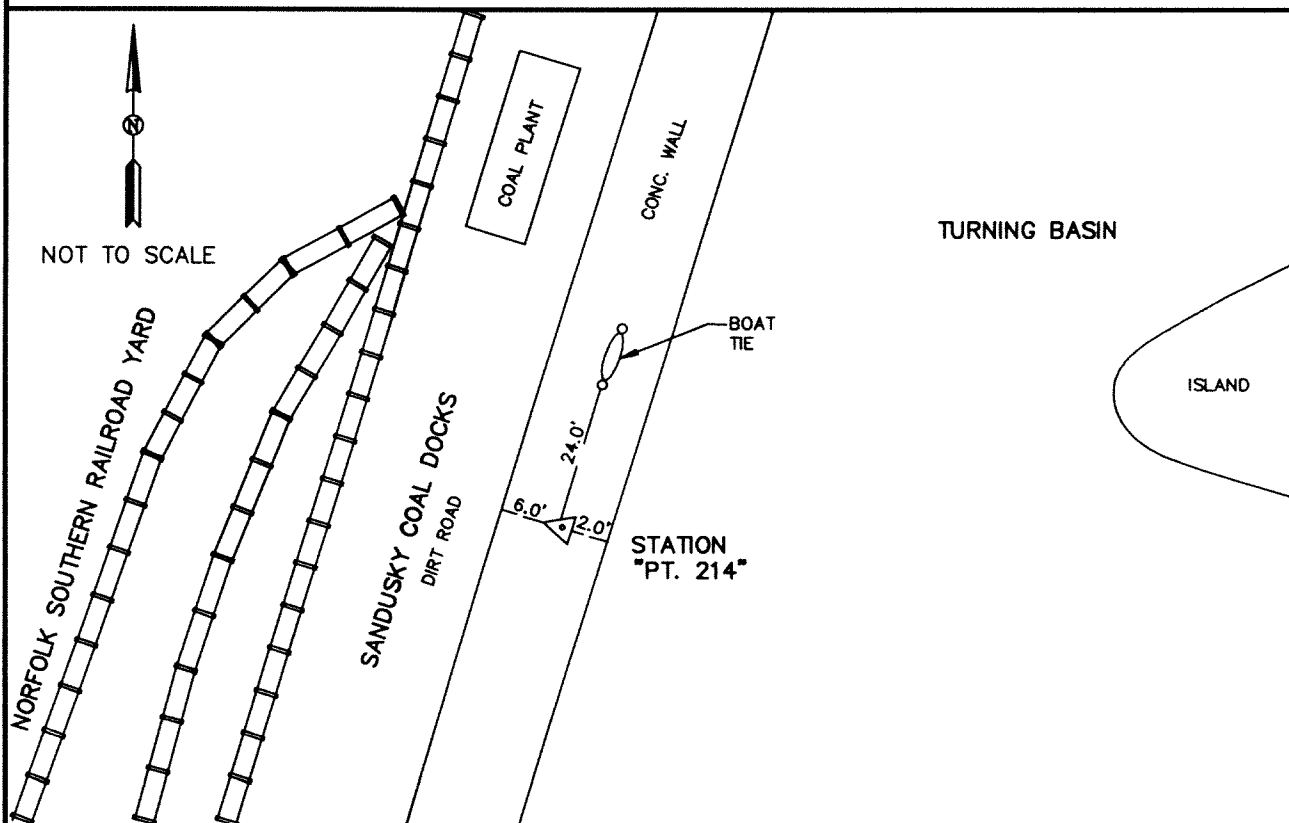 N
NOT TO SCALE
COAL PLANT
CONC. WALL
TURNING BASIN
BOAT
TIE
ISLAND
NORFOLK SOUTHERN RAILROAD YARD
SANDUSKY COAL DOCKS
DIRT ROAD
24.0'
6.0'
2.0'
STATION
"PT. 214"